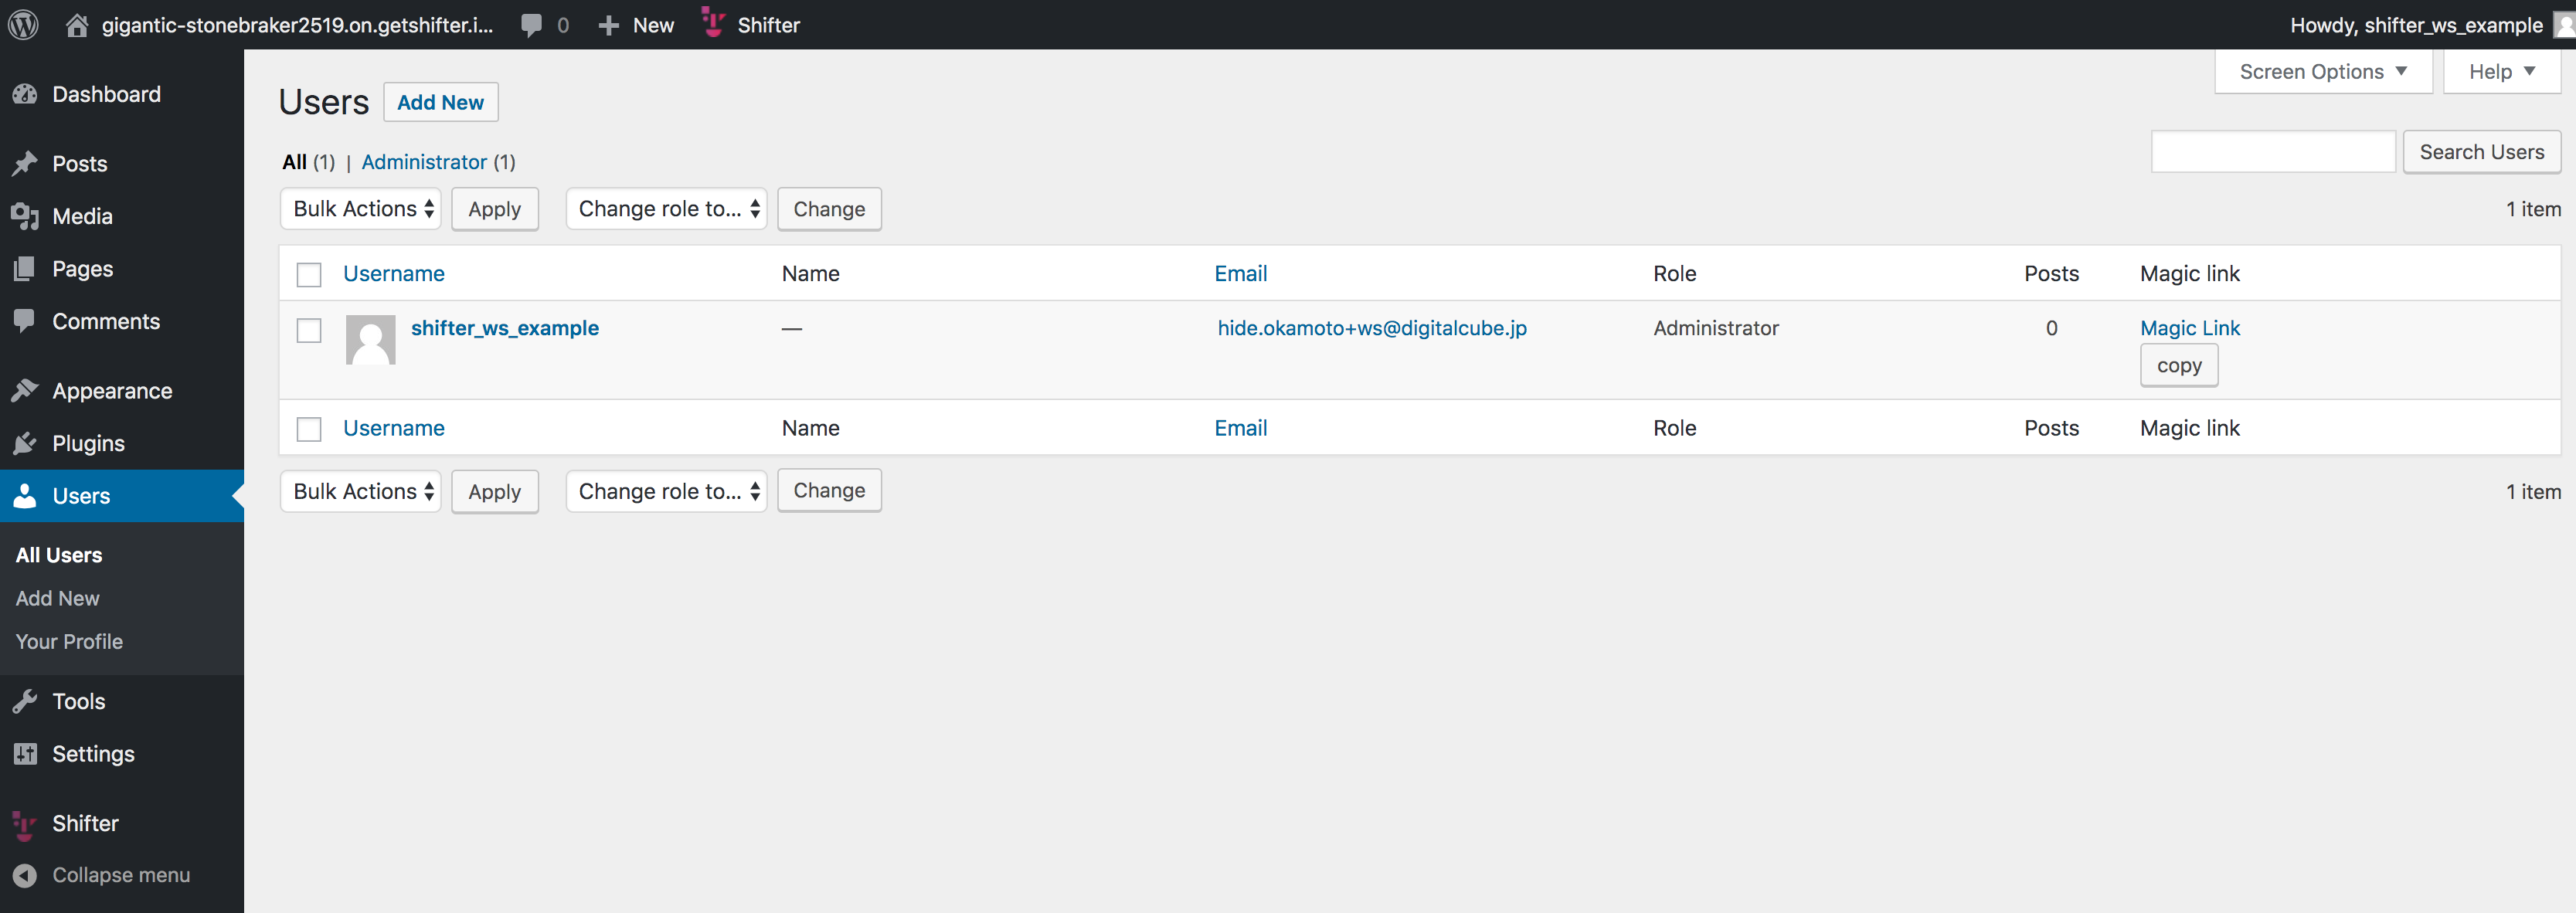 gigantic-stonebraker2519.on.getshifter.i... 0 New Shifter Howdy, shifter_ws_example
Screen Options Help
Dashboard
Posts
Media
Pages
Comments
Appearance
Plugins
Users
All Users
Add New
Your Profile
Tools
Settings
Shifter
Collapse menu
Users Add New
Search Users
All (1) | Administrator (1)
Bulk Actions Apply Change role to... Change 1 item
Username Name Email Role Posts Magic link
shifter_ws_example — hide.okamoto+ws@digitalcube.jp Administrator 0 Magic Link
copy
Username Name Email Role Posts Magic link
Bulk Actions Apply Change role to... Change 1 item